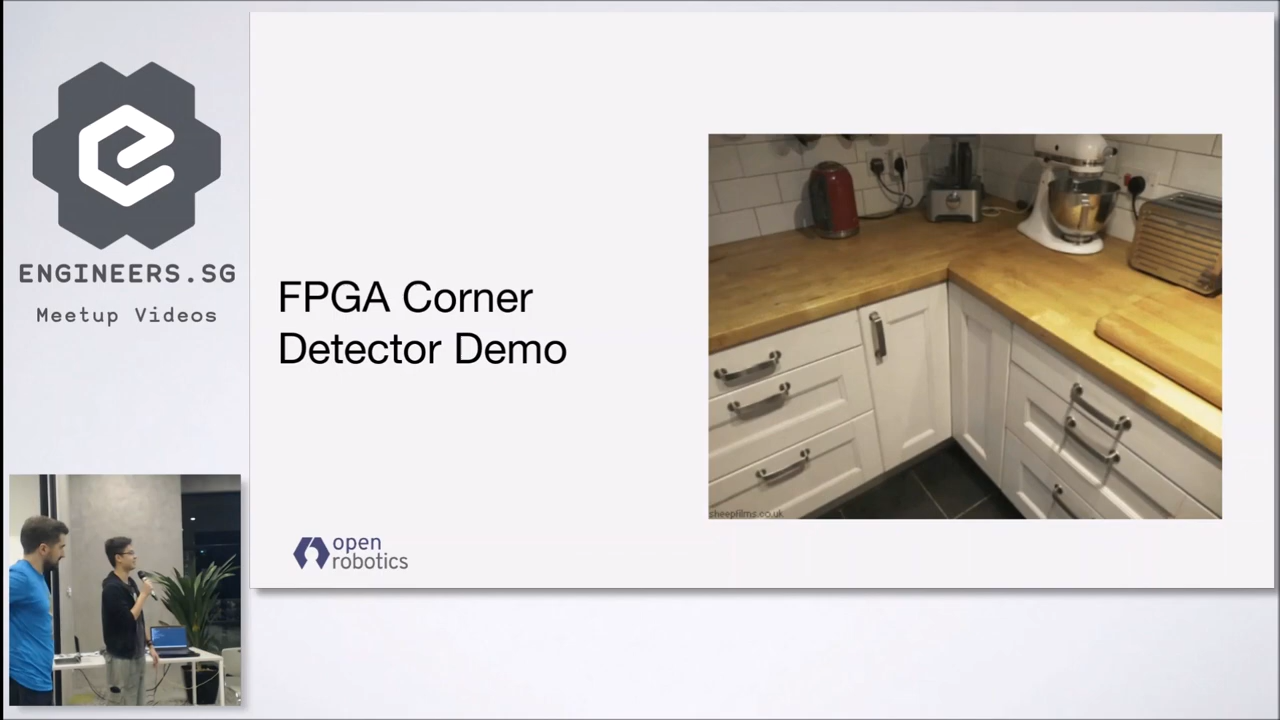 ENGINEERS.SG
Meetup Videos
FPGA Corner
Detector Demo
sheepfilms.co.uk
open
robotics